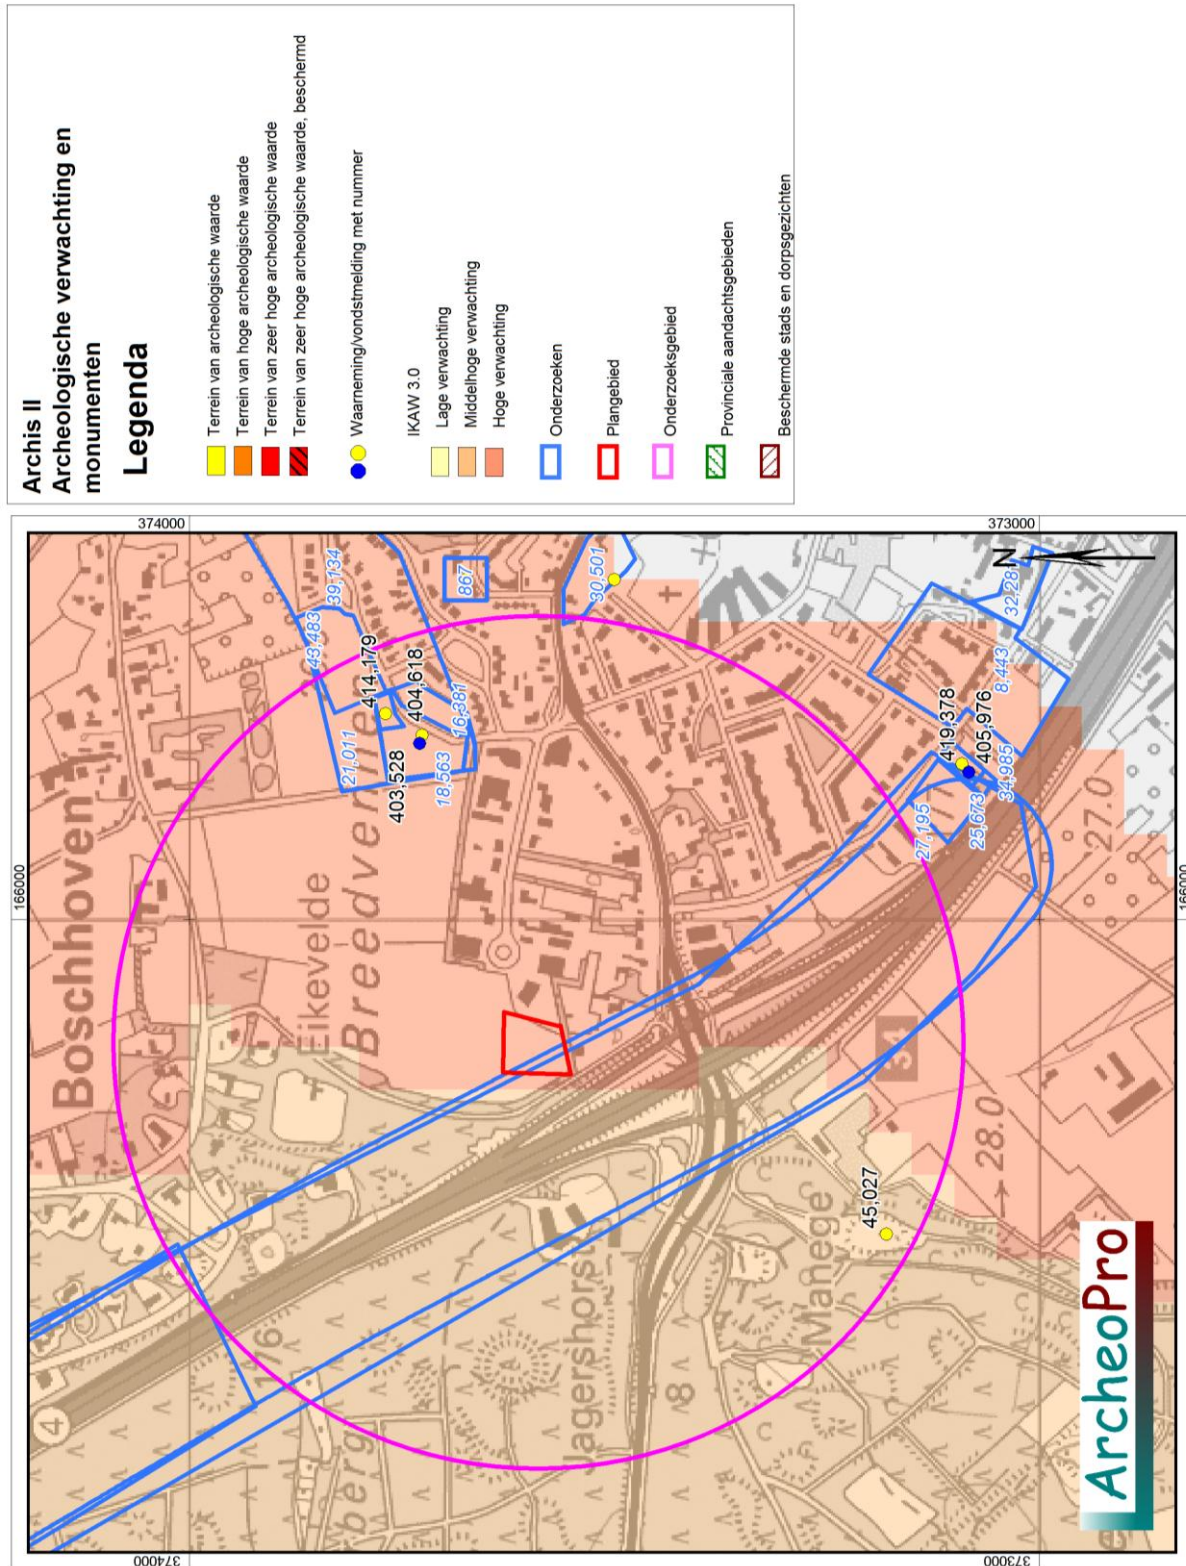 Archis II
Archeologische verwachting en
monumenten
Legenda
Terrein van archeologische waarde
Terrein van hoge archeologische waarde
Terrein van zeer hoge archeologische waarde
Terrein van zeer hoge archeologische waarde, beschermd
Waarneming/vondstmelding met nummer
IKAW 3.0
Lage verwachting
Middelhoge verwachting
Hoge verwachting
Onderzoeken
Plangebied
Onderzoeksgebied
Provinciale aandachtsgebieden
Beschermde stads en dorpsgezichten
374000
373000
166000
166000
374000
373000
Boschhoven
Eikevelde
Jagershorst
Manege
43,483
39,134
414,179
21,011
404,618
16,381
403,528
18,563
867
30,501
8,443
419,378
405,976
34,985
25,673
27,195
45,027
27.0
28.0
16
8
4
N
ArcheoPro